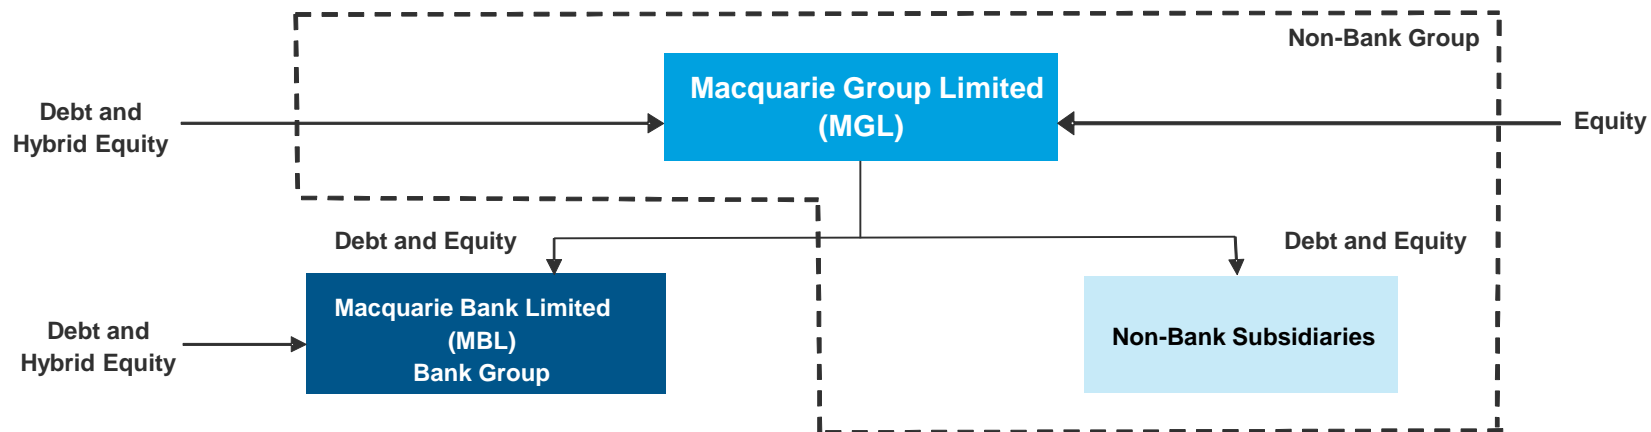 Non-Bank Group
Macquarie Group Limited
(MGL)
Debt and
Hybrid Equity
Equity
Debt and Equity
Debt and Equity
Macquarie Bank Limited
(MBL)
Bank Group
Debt and
Hybrid Equity
Non-Bank Subsidiaries